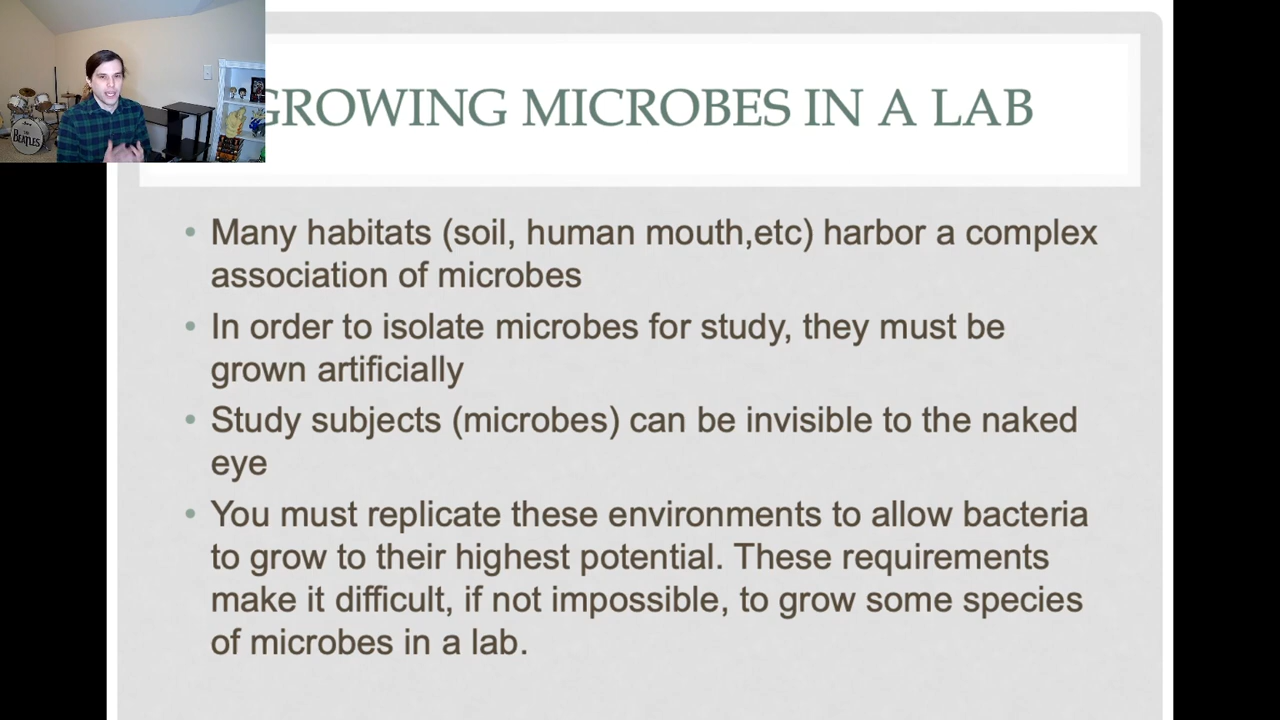 GROWING MICROBES IN A LAB
• Many habitats (soil, human mouth,etc) harbor a complex
association of microbes
• In order to isolate microbes for study, they must be
grown artificially
• Study subjects (microbes) can be invisible to the naked
eye
• You must replicate these environments to allow bacteria
to grow to their highest potential. These requirements
make it difficult, if not impossible, to grow some species
of microbes in a lab.
BEATLES